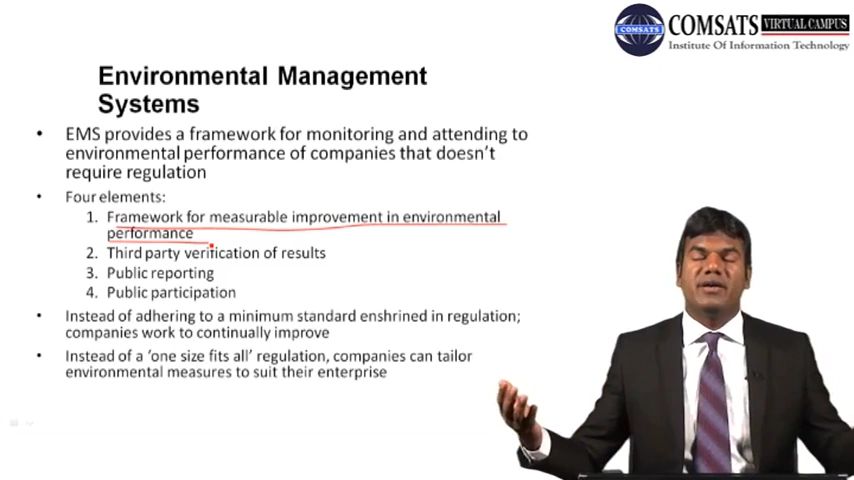 COMSATS VIRTUAL CAMPUS
COMSATS
Institute Of Information Technology
Environmental Management
Systems
• EMS provides a framework for monitoring and attending to
environmental performance of companies that doesn't
require regulation
• Four elements:
1. Framework for measurable improvement in environmental
performance
2. Third party verification of results
3. Public reporting
4. Public participation
• Instead of adhering to a minimum standard enshrined in regulation;
companies work to continually improve
• Instead of a 'one size fits all' regulation, companies can tailor
environmental measures to suit their enterprise